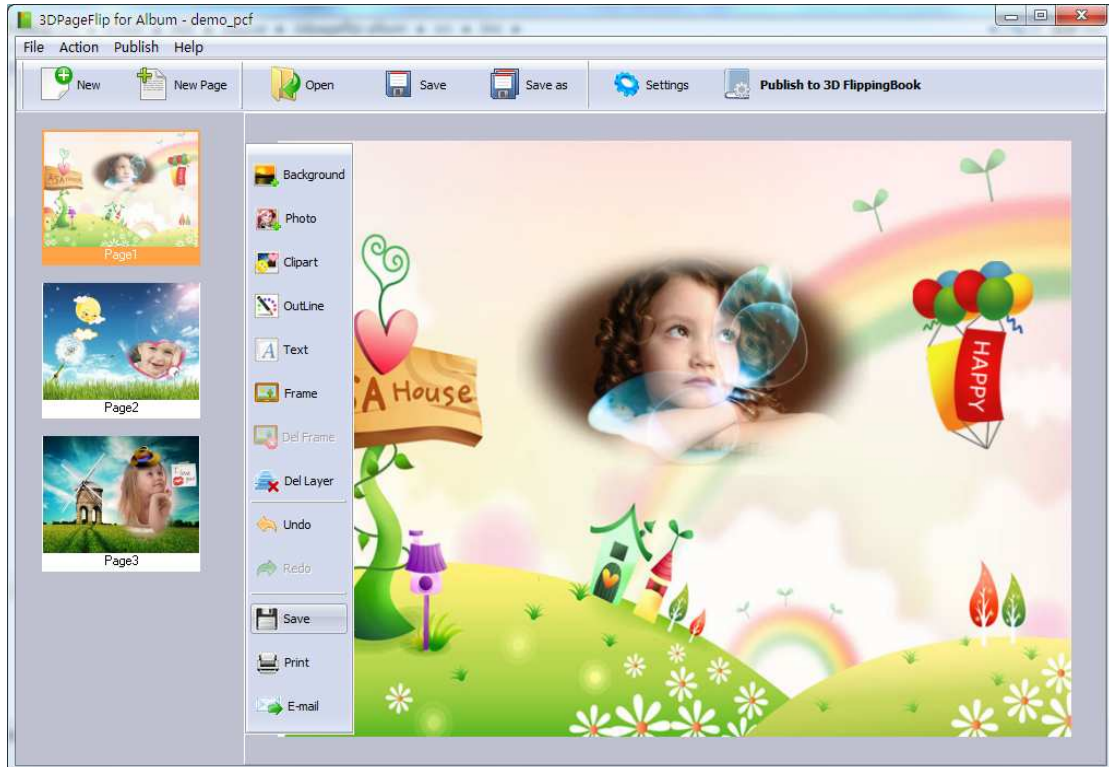 3DPageFlip for Album - demo_pcf
File Action Publish Help
New
New Page
Open
Save
Save as
Settings
Publish to 3D FlippingBook
Page1
Page2
Page3
Background
Photo
Clipart
OutLine
Text
Frame
Del Frame
Del Layer
Undo
Redo
Save
Print
E-mail
A House
HAPPY
I love you!